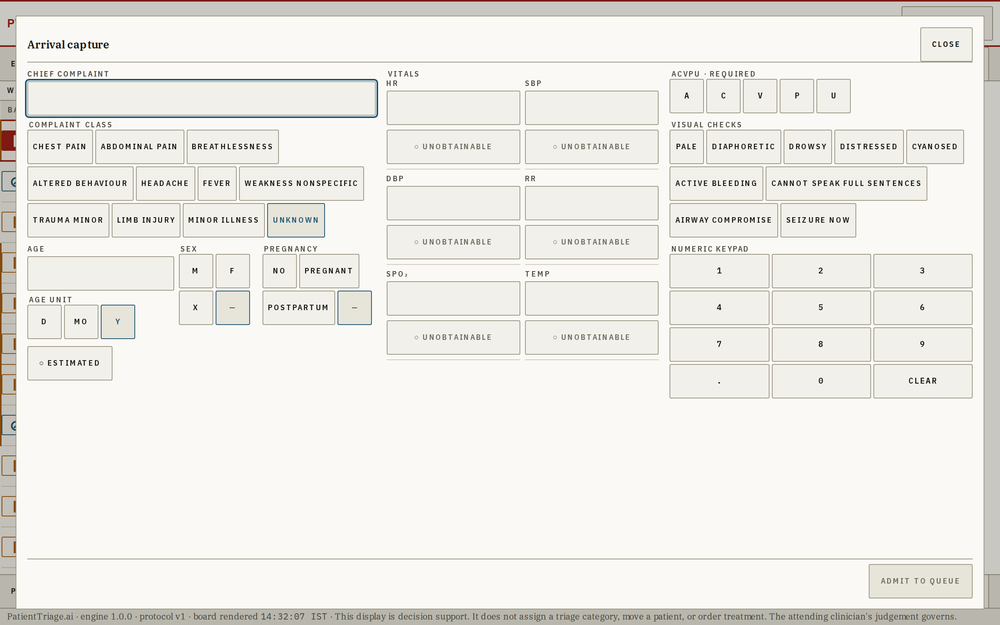 Arrival capture
CLOSE
CHIEF COMPLAINT
COMPLAINT CLASS
CHEST PAIN
ABDOMINAL PAIN
BREATHLESSNESS
ALTERED BEHAVIOUR
HEADACHE
FEVER
WEAKNESS NONSPECIFIC
TRAUMA MINOR
LIMB INJURY
MINOR ILLNESS
UNKNOWN
AGE
AGE UNIT
D
MO
Y
○ ESTIMATED
SEX
M
F
X
—
PREGNANCY
NO
PREGNANT
POSTPARTUM
—
VITALS
HR
SBP
○ UNOBTAINABLE
○ UNOBTAINABLE
DBP
RR
○ UNOBTAINABLE
○ UNOBTAINABLE
SPO₂
TEMP
○ UNOBTAINABLE
○ UNOBTAINABLE
ACVPU · REQUIRED
A
C
V
P
U
VISUAL CHECKS
PALE
DIAPHORETIC
DROWSY
DISTRESSED
CYANOSED
ACTIVE BLEEDING
CANNOT SPEAK FULL SENTENCES
AIRWAY COMPROMISE
SEIZURE NOW
NUMERIC KEYPAD
1
2
3
4
5
6
7
8
9
.
0
CLEAR
ADMIT TO QUEUE
PatientTriage.ai · engine 1.0.0 · protocol v1 · board rendered 14:32:07 IST · This display is decision support. It does not assign a triage category, move a patient, or order treatment. The attending clinician's judgement governs.